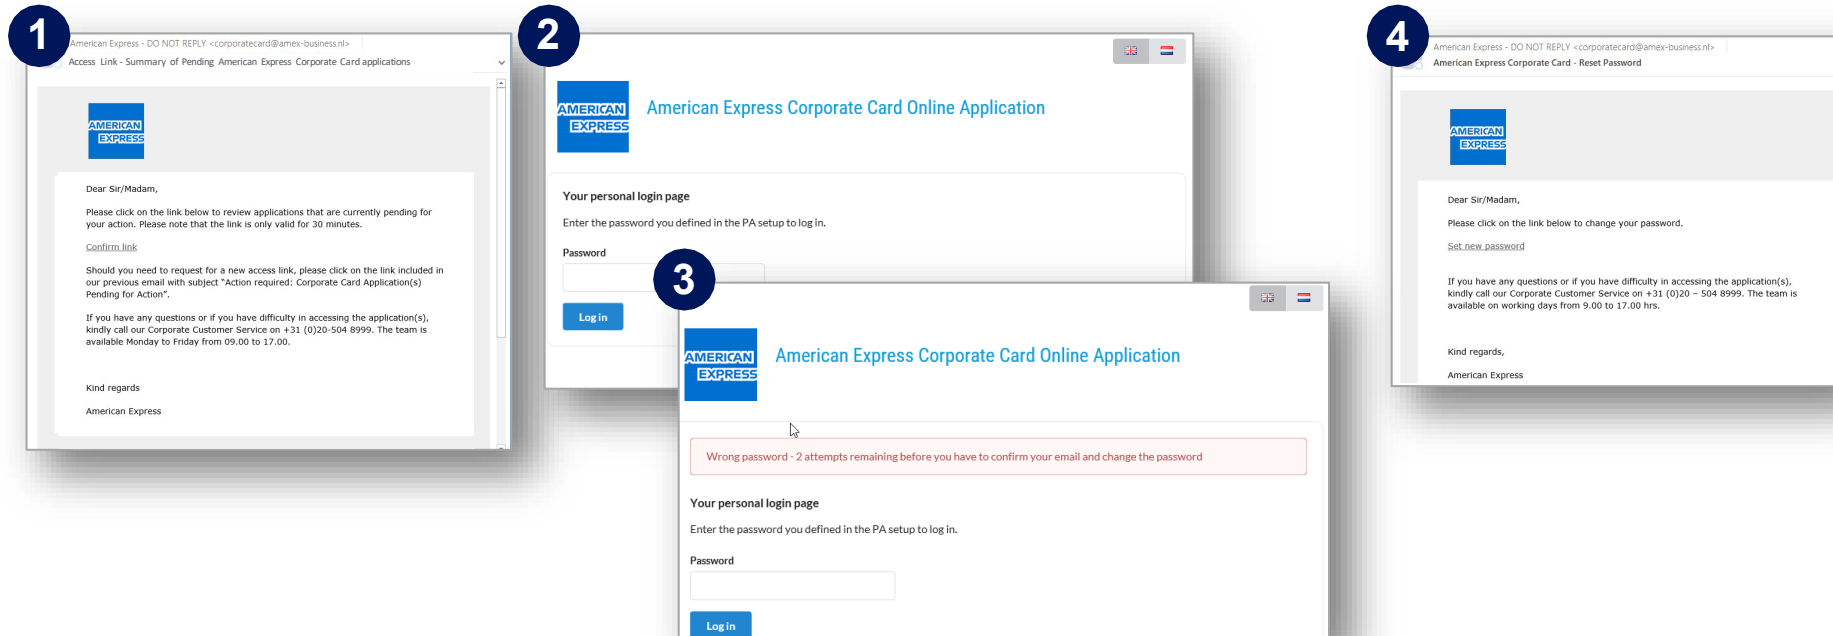 1
American Express - DO NOT REPLY <corporatecard@amex-business.nl>
Access Link - Summary of Pending American Express Corporate Card applications
AMERICAN
EXPRESS
Dear Sir/Madam,
Please click on the link below to review applications that are currently pending for
your action. Please note that the link is only valid for 30 minutes.
Confirm link
Should you need to request for a new access link, please click on the link included in
our previous email with subject "Action required: Corporate Card Application(s)
Pending for Action".
If you have any questions or if you have difficulty in accessing the application(s),
kindly call our Corporate Customer Service on +31 (0)20-504 8999. The team is
available Monday to Friday from 09.00 to 17.00.
Kind regards
American Express
2
AMERICAN
EXPRESS
American Express Corporate Card Online Application
Your personal login page
Enter the password you defined in the PA setup to log in.
Password
Log in
3
AMERICAN
EXPRESS
American Express Corporate Card Online Application
Wrong password - 2 attempts remaining before you have to confirm your email and change the password
Your personal login page
Enter the password you defined in the PA setup to log in.
Password
Log in
4
American Express - DO NOT REPLY <corporatecard@amex-business.nl>
American Express Corporate Card - Reset Password
AMERICAN
EXPRESS
Dear Sir/Madam,
Please click on the link below to change your password.
Set new password
If you have any questions or if you have difficulty in accessing the application(s),
kindly call our Corporate Customer Service on +31 (0)20 – 504 8999. The team is
available on working days from 9.00 to 17.00 hrs.
Kind regards,
American Express